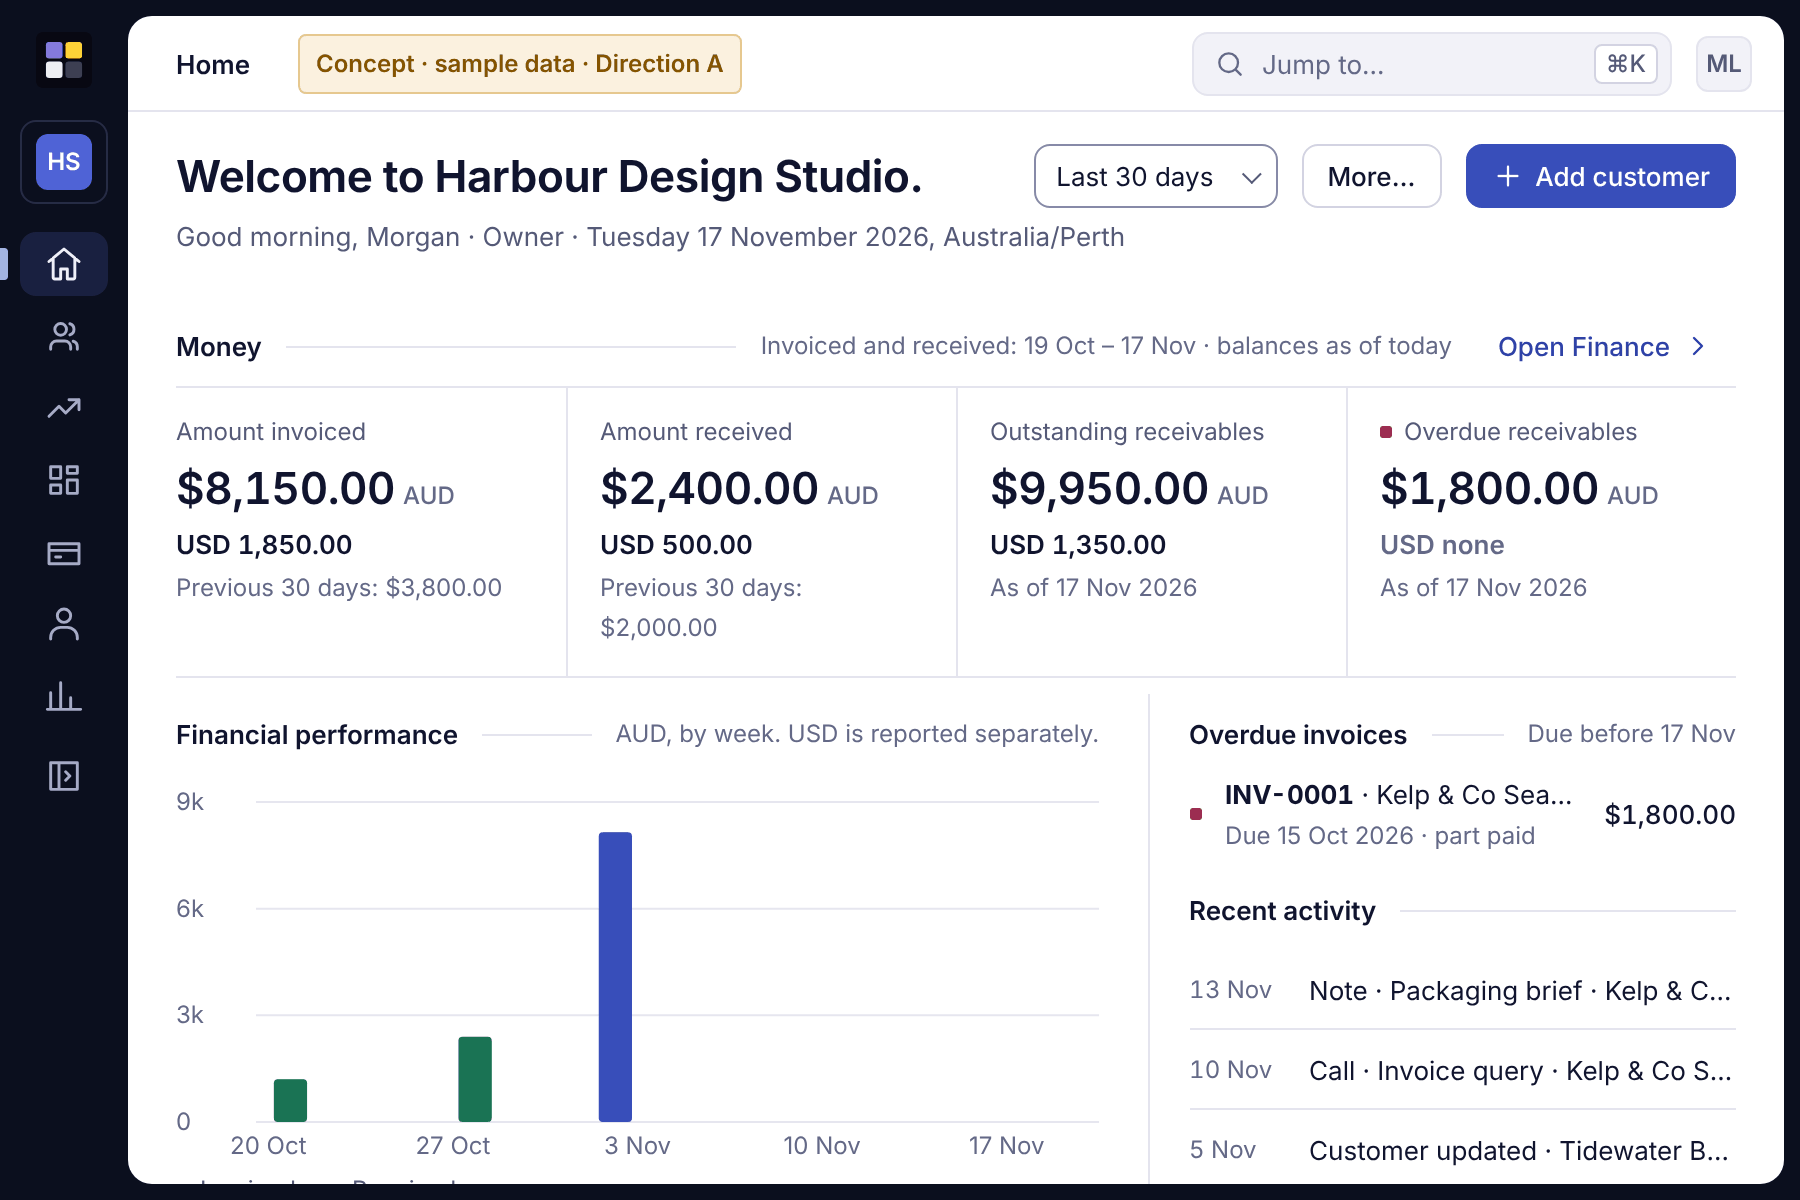 Home
Concept · sample data · Direction A
Jump to...
⌘K
ML
HS
Welcome to Harbour Design Studio.
Last 30 days
More...
Add customer
Good morning, Morgan · Owner · Tuesday 17 November 2026, Australia/Perth
Money
Invoiced and received: 19 Oct – 17 Nov · balances as of today
Open Finance
Amount invoiced
$8,150.00 AUD
USD 1,850.00
Previous 30 days: $3,800.00
Amount received
$2,400.00 AUD
USD 500.00
Previous 30 days:
$2,000.00
Outstanding receivables
$9,950.00 AUD
USD 1,350.00
As of 17 Nov 2026
Overdue receivables
$1,800.00 AUD
USD none
As of 17 Nov 2026
Financial performance
AUD, by week. USD is reported separately.
9k
6k
3k
0
20 Oct
27 Oct
3 Nov
10 Nov
17 Nov
Overdue invoices
Due before 17 Nov
INV-0001 · Kelp & Co Sea...
Due 15 Oct 2026 · part paid
$1,800.00
Recent activity
13 Nov
Note · Packaging brief · Kelp & C...
10 Nov
Call · Invoice query · Kelp & Co S...
5 Nov
Customer updated · Tidewater B...